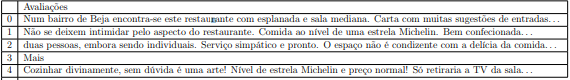 Avaliações
0 Num bairro de Beja encontra-se este restaurante com esplanada e sala mediana. Carta com muitas sugestões de entradas...
1 Não se deixem intimidar pelo aspecto do restaurante. Comida ao nível de uma estrela Michelin. Bem confecionada...
2 duas pessoas, embora sendo individuais. Serviço simpático e pronto. O espaço não é condizente com a delícia da comida...
3 Mais
4 Cozinhar divinamente, sem dúvida é uma arte! Nível de estrela Michelin e preço normal! Só retiraria a TV da sala...